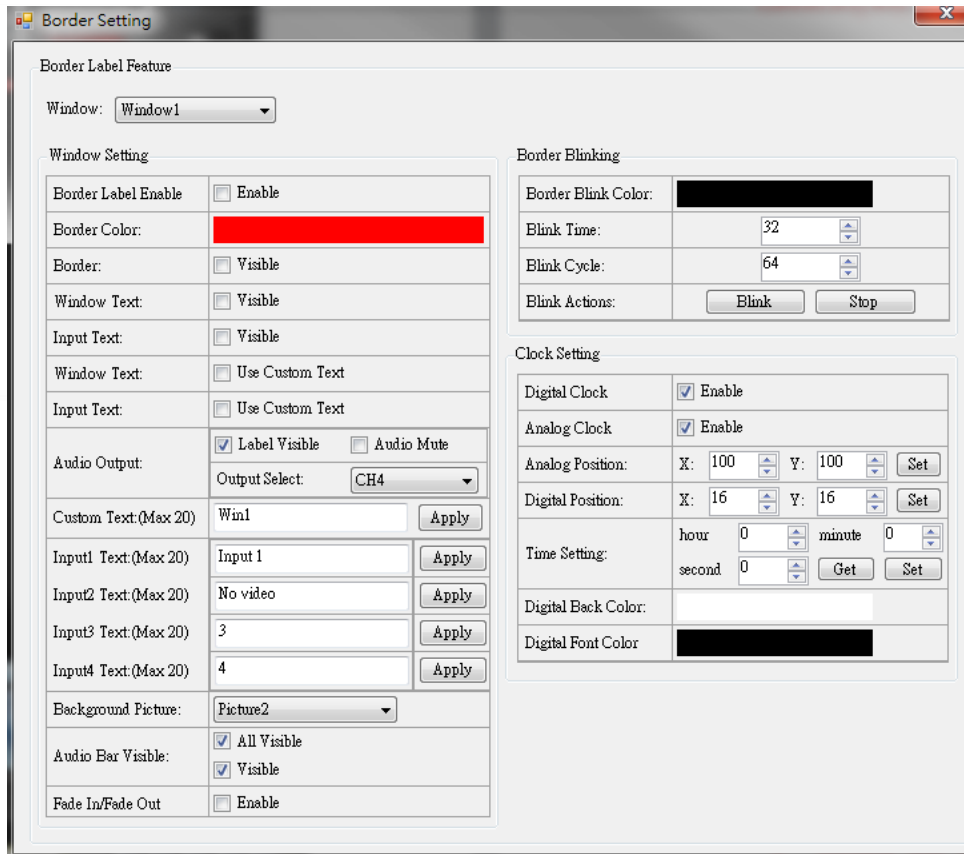 Border Setting
Border Label Feature
Window: Window1
Window Setting
Border Label Enable Enable
Border Color:
Border: Visible
Window Text: Visible
Input Text: Visible
Window Text: Use Custom Text
Input Text: Use Custom Text
Audio Output: Label Visible Audio Mute
Output Select: CH4
Custom Text:(Max 20) Win1 Apply
Input1 Text:(Max 20) Input 1 Apply
Input2 Text:(Max 20) No video Apply
Input3 Text:(Max 20) 3 Apply
Input4 Text:(Max 20) 4 Apply
Background Picture: Picture2
Audio Bar Visible: All Visible
Visible
Fade In/Fade Out Enable
Border Blinking
Border Blink Color:
Blink Time: 32
Blink Cycle: 64
Blink Actions: Blink Stop
Clock Setting
Digital Clock Enable
Analog Clock Enable
Analog Position: X: 100 Y: 100 Set
Digital Position: X: 16 Y: 16 Set
Time Setting: hour 0 minute 0
second 0 Get Set
Digital Back Color:
Digital Font Color